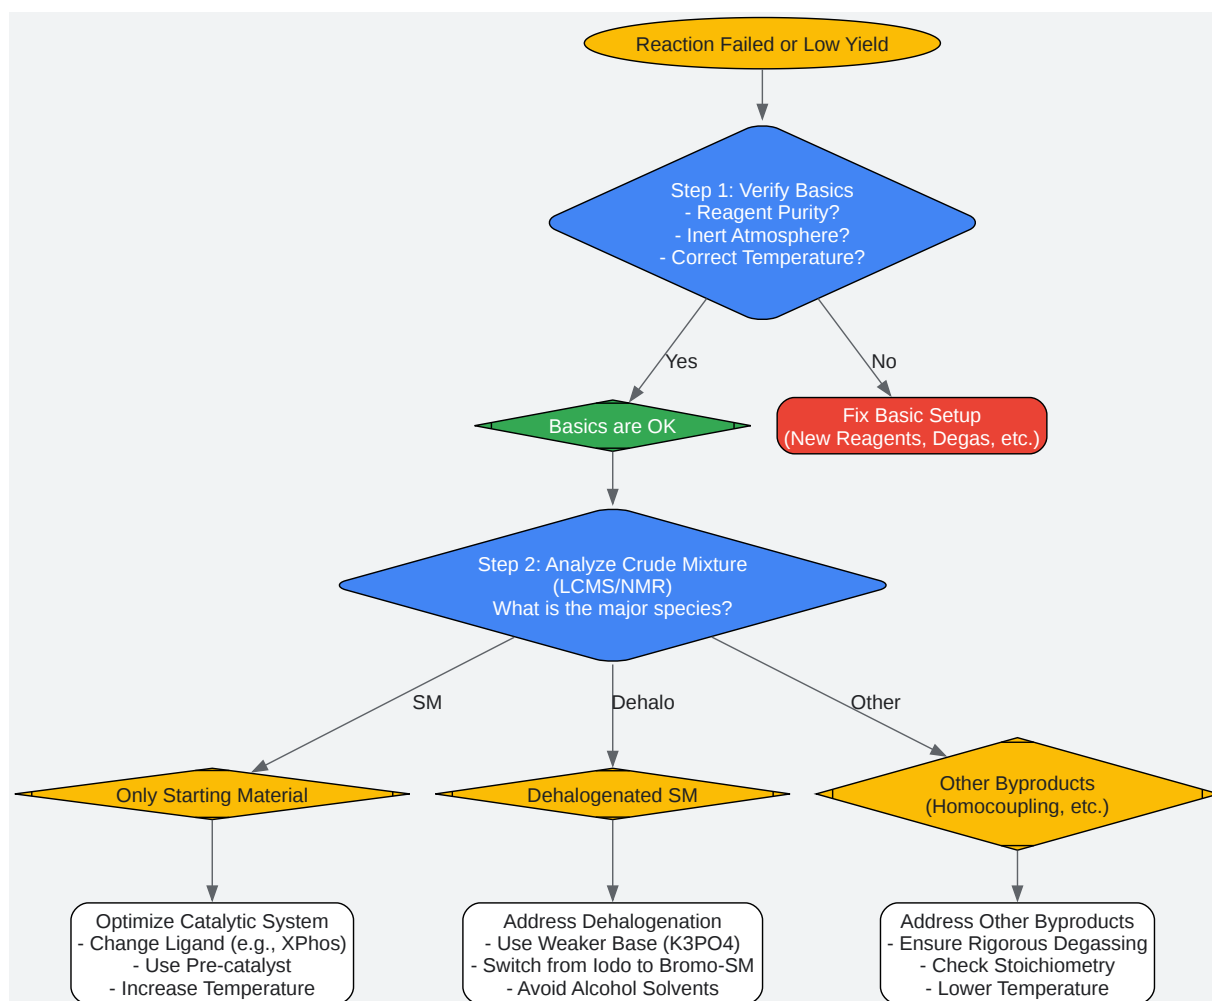 Reaction Failed or Low Yield
Step 1: Verify Basics
- Reagent Purity?
- Inert Atmosphere?
- Correct Temperature?
Yes
No
Basics are OK
Fix Basic Setup
(New Reagents, Degas, etc.)
Step 2: Analyze Crude Mixture
(LCMS/NMR)
What is the major species?
SM
Dehalo
Other
Only Starting Material
Dehalogenated SM
Other Byproducts
(Homocoupling, etc.)
Optimize Catalytic System
- Change Ligand (e.g., XPhos)
- Use Pre-catalyst
- Increase Temperature
Address Dehalogenation
- Use Weaker Base (K3PO4)
- Switch from Iodo to Bromo-SM
- Avoid Alcohol Solvents
Address Other Byproducts
- Ensure Rigorous Degassing
- Check Stoichiometry
- Lower Temperature